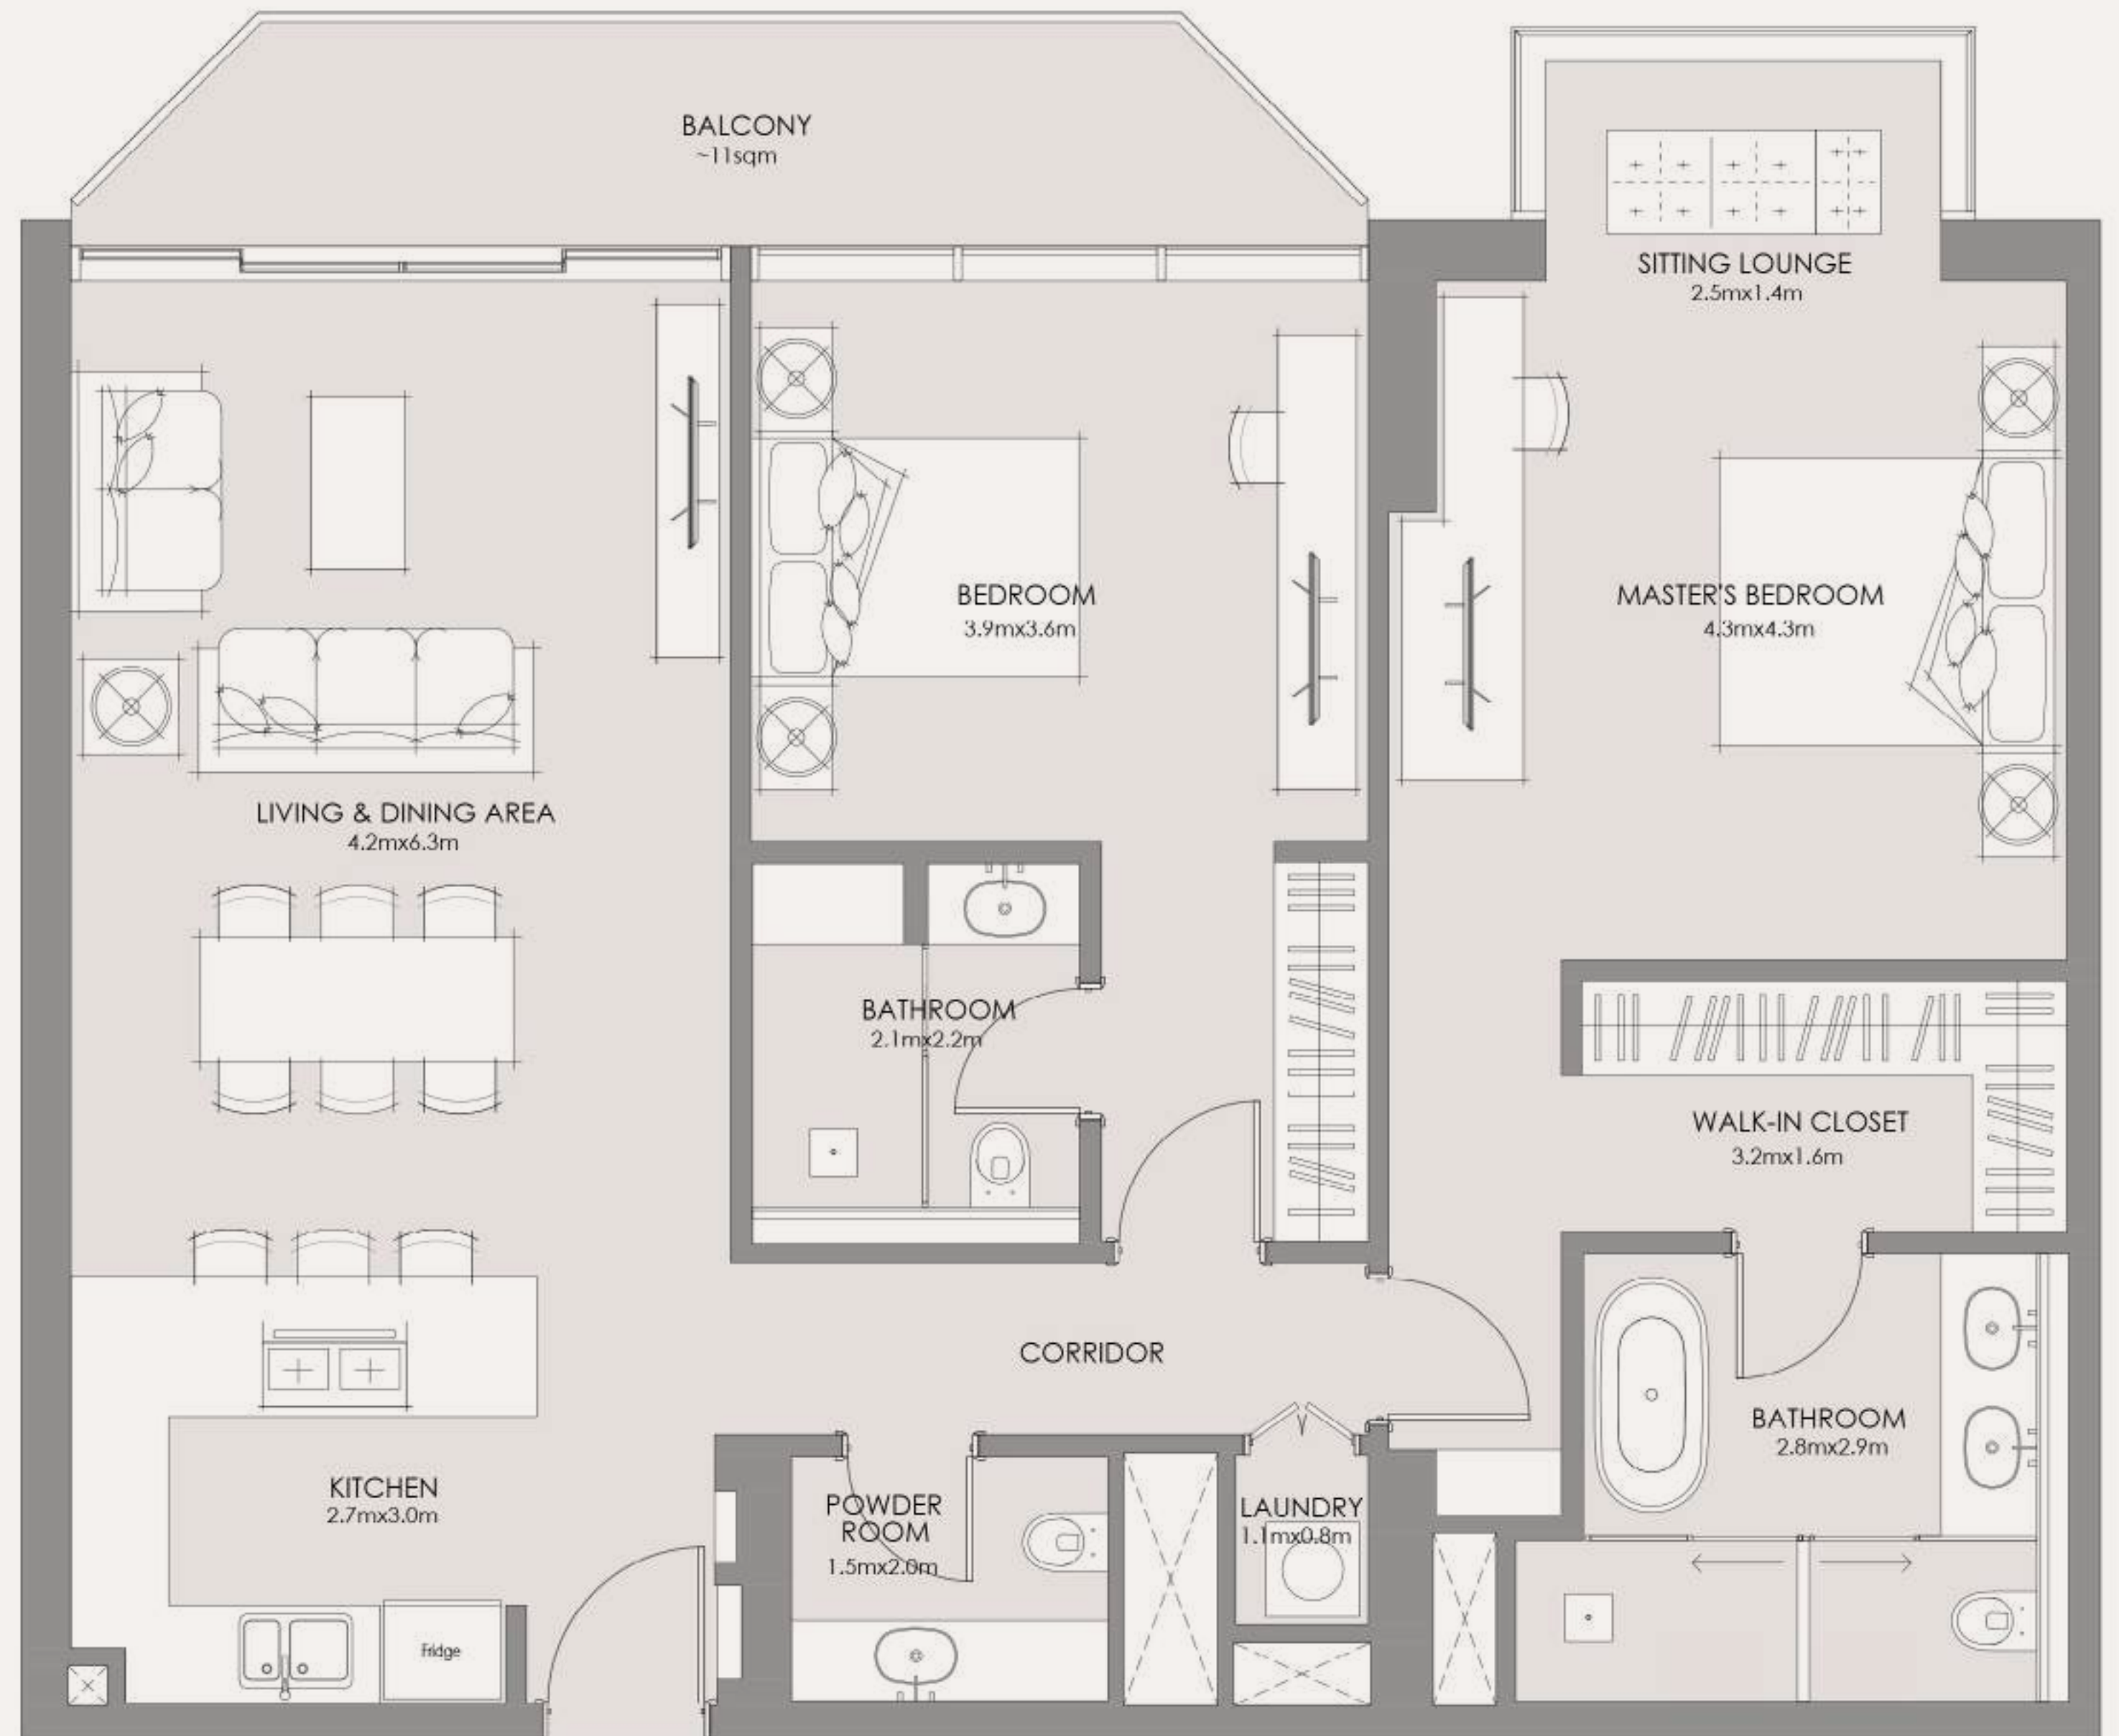 BALCONY
~11sqm
SITTING LOUNGE
2.5mx1.4m
BEDROOM
3.9mx3.6m
MASTER'S BEDROOM
4.3mx4.3m
LIVING & DINING AREA
4.2mx6.3m
BATHROOM
2.1mx2.2m
WALK-IN CLOSET
3.2mx1.6m
CORRIDOR
BATHROOM
2.8mx2.9m
KITCHEN
2.7mx3.0m
POWDER
ROOM
1.5mx2.0m
LAUNDRY
1.1mx0.8m
Fridge